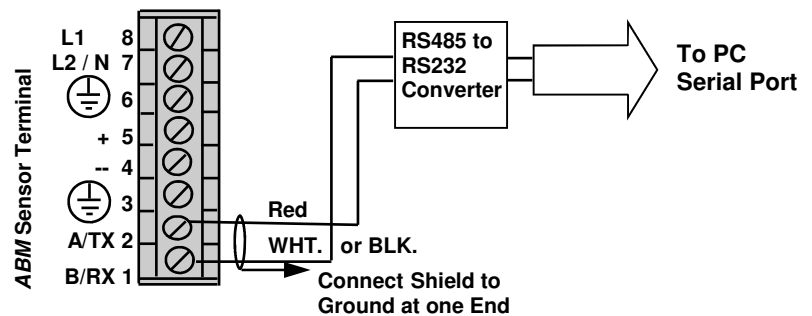 ABM Sensor Terminal
L1 8
L2 / N 7
6
+ 5
-- 4
3
A/TX 2
B/RX 1
RS485 to
RS232
Converter
To PC
Serial Port
Red
WHT. or BLK.
Connect Shield to
Ground at one End